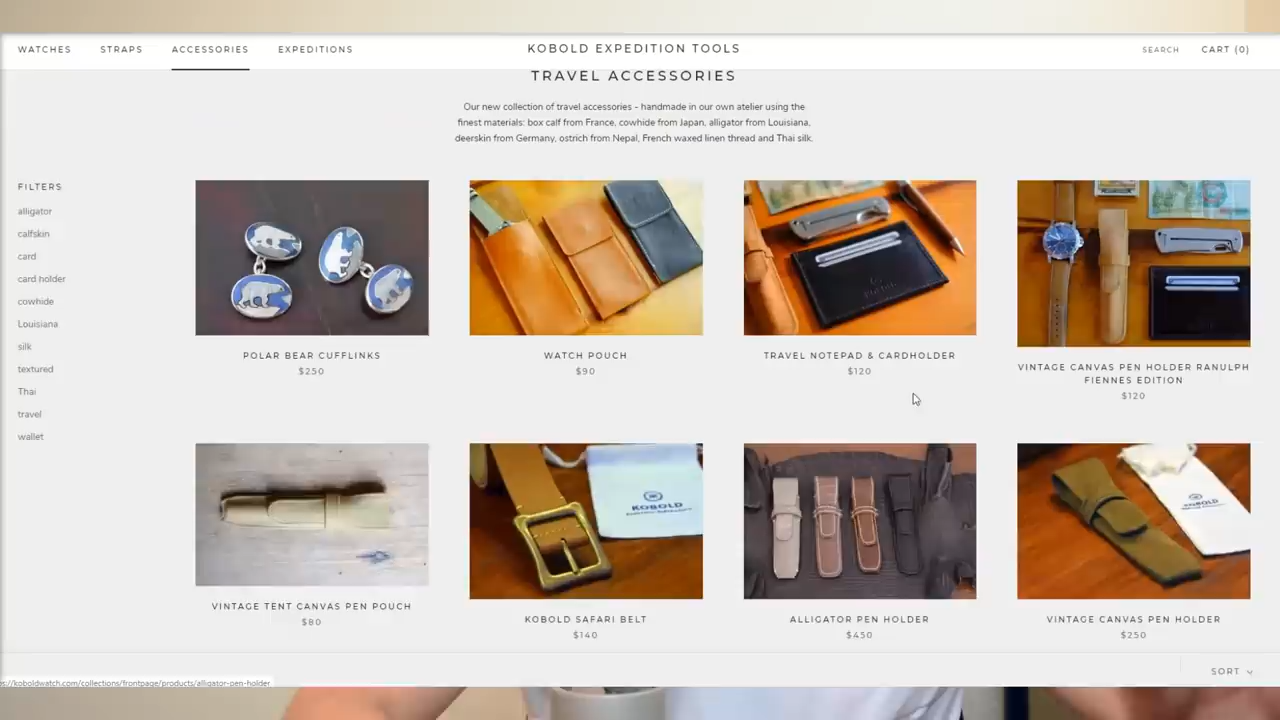 WATCHES
STRAPS
ACCESSORIES
EXPEDITIONS
KOBOLD EXPEDITION TOOLS
SEARCH
CART (0)
TRAVEL ACCESSORIES
Our new collection of travel accessories - handmade in our own atelier using the
finest materials: box calf from France, cowhide from Japan, alligator from Louisiana,
deerskin from Germany, ostrich from Nepal, French waxed linen thread and Thai silk.
FILTERS
alligator
calfskin
card
card holder
cowhide
Louisiana
silk
textured
Thai
travel
wallet
POLAR BEAR CUFFLINKS
$250
WATCH POUCH
$90
TRAVEL NOTEPAD & CARDHOLDER
$120
VINTAGE CANVAS PEN HOLDER RANULPH
FIENNES EDITION
$120
KOBOLD
KOBOLD
VINTAGE TENT CANVAS PEN POUCH
$80
KOBOLD SAFARI BELT
$140
ALLIGATOR PEN HOLDER
$450
VINTAGE CANVAS PEN HOLDER
$250
SORT
s://koboldwatch.com/collections/frontpage/products/alligator-pen-holder